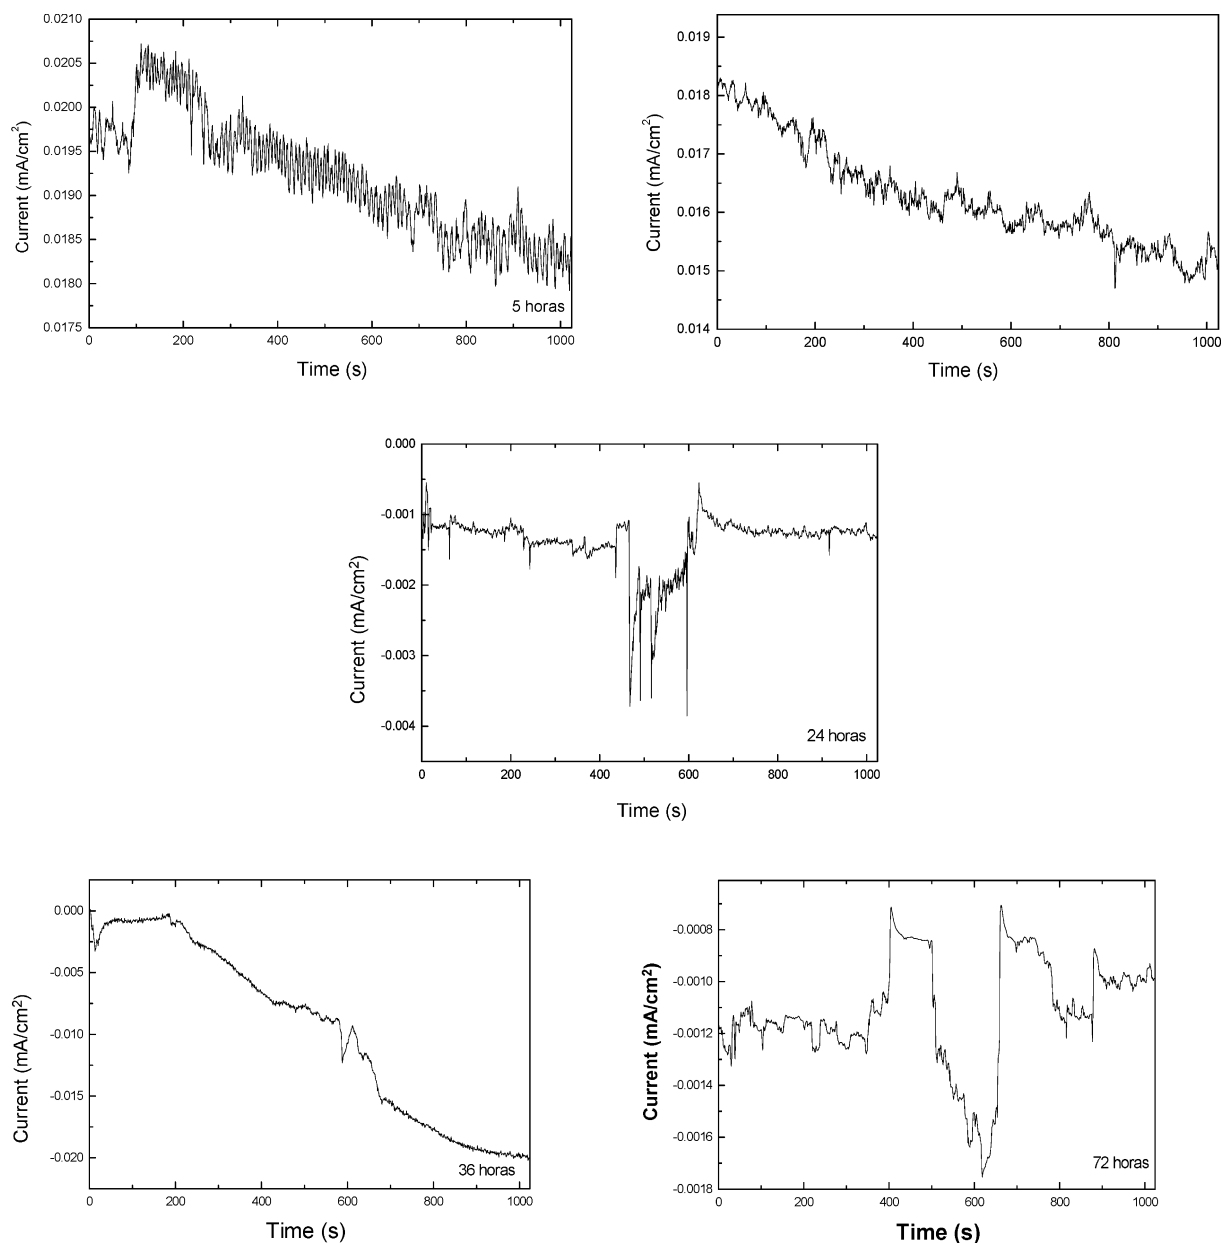 0.0210
0.0205
0.0200
0.0195
0.0190
0.0185
0.0180
0.0175
Current (mA/cm²)
5 horas
0 200 400 600 800 1000
Time (s)
0.019
0.018
0.017
0.016
0.015
0.014
Current (mA/cm²)
0 200 400 600 800 1000
Time (s)
0.000
-0.001
-0.002
-0.003
-0.004
Current (mA/cm²)
24 horas
0 200 400 600 800 1000
Time (s)
0.000
-0.005
-0.010
-0.015
-0.020
Current (mA/cm²)
36 horas
0 200 400 600 800 1000
Time (s)
-0.0008
-0.0010
-0.0012
-0.0014
-0.0016
-0.0018
Current (mA/cm²)
72 horas
0 200 400 600 800 1000
Time (s)